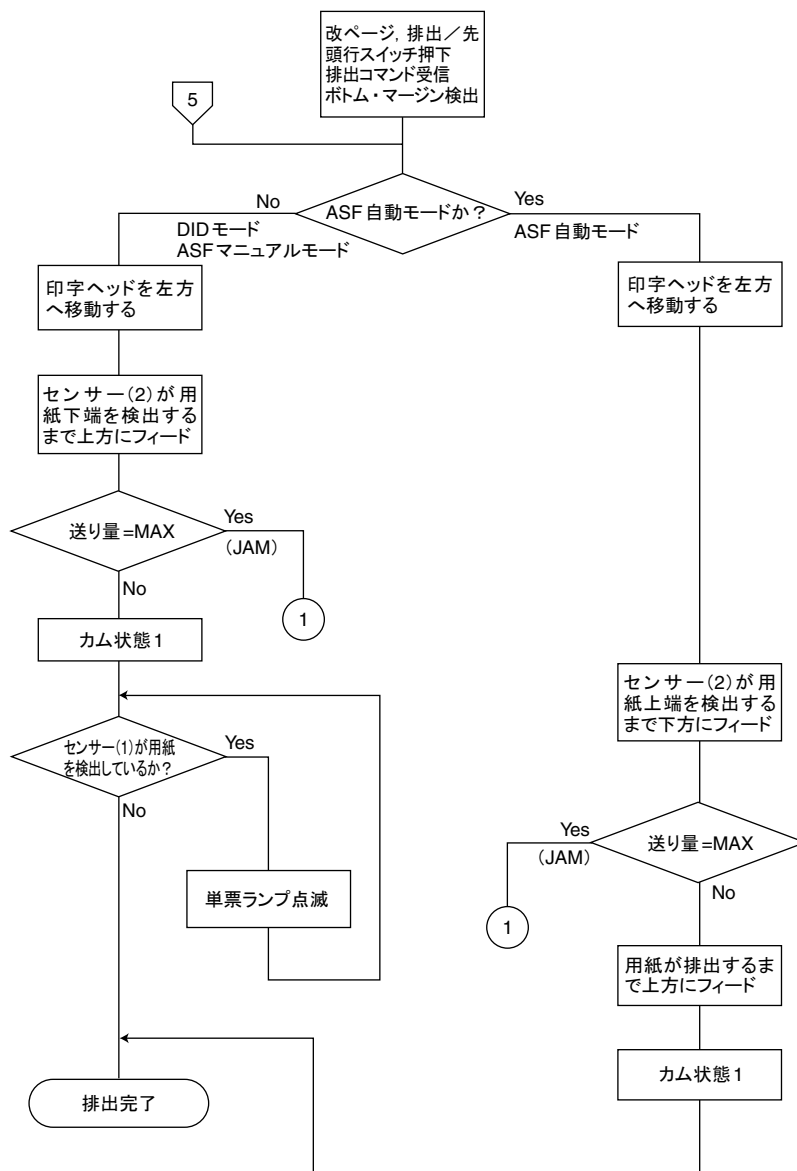 改ページ, 排出／先
頭行スイッチ押下
排出コマンド受信
ボトム・マージン検出
5
ASF自動モードか？
No
DIDモード
ASFマニュアルモード
Yes
ASF自動モード
印字ヘッドを左方
へ移動する
センサー(2)が用
紙下端を検出する
まで上方にフィード
送り量=MAX
Yes
(JAM)
1
No
カム状態1
センサー(1)が用紙
を検出しているか？
Yes
No
単票ランプ点滅
排出完了
印字ヘッドを左方
へ移動する
センサー(2)が用
紙上端を検出する
まで下方にフィード
送り量=MAX
Yes
(JAM)
1
No
用紙が排出するま
で上方にフィード
カム状態1